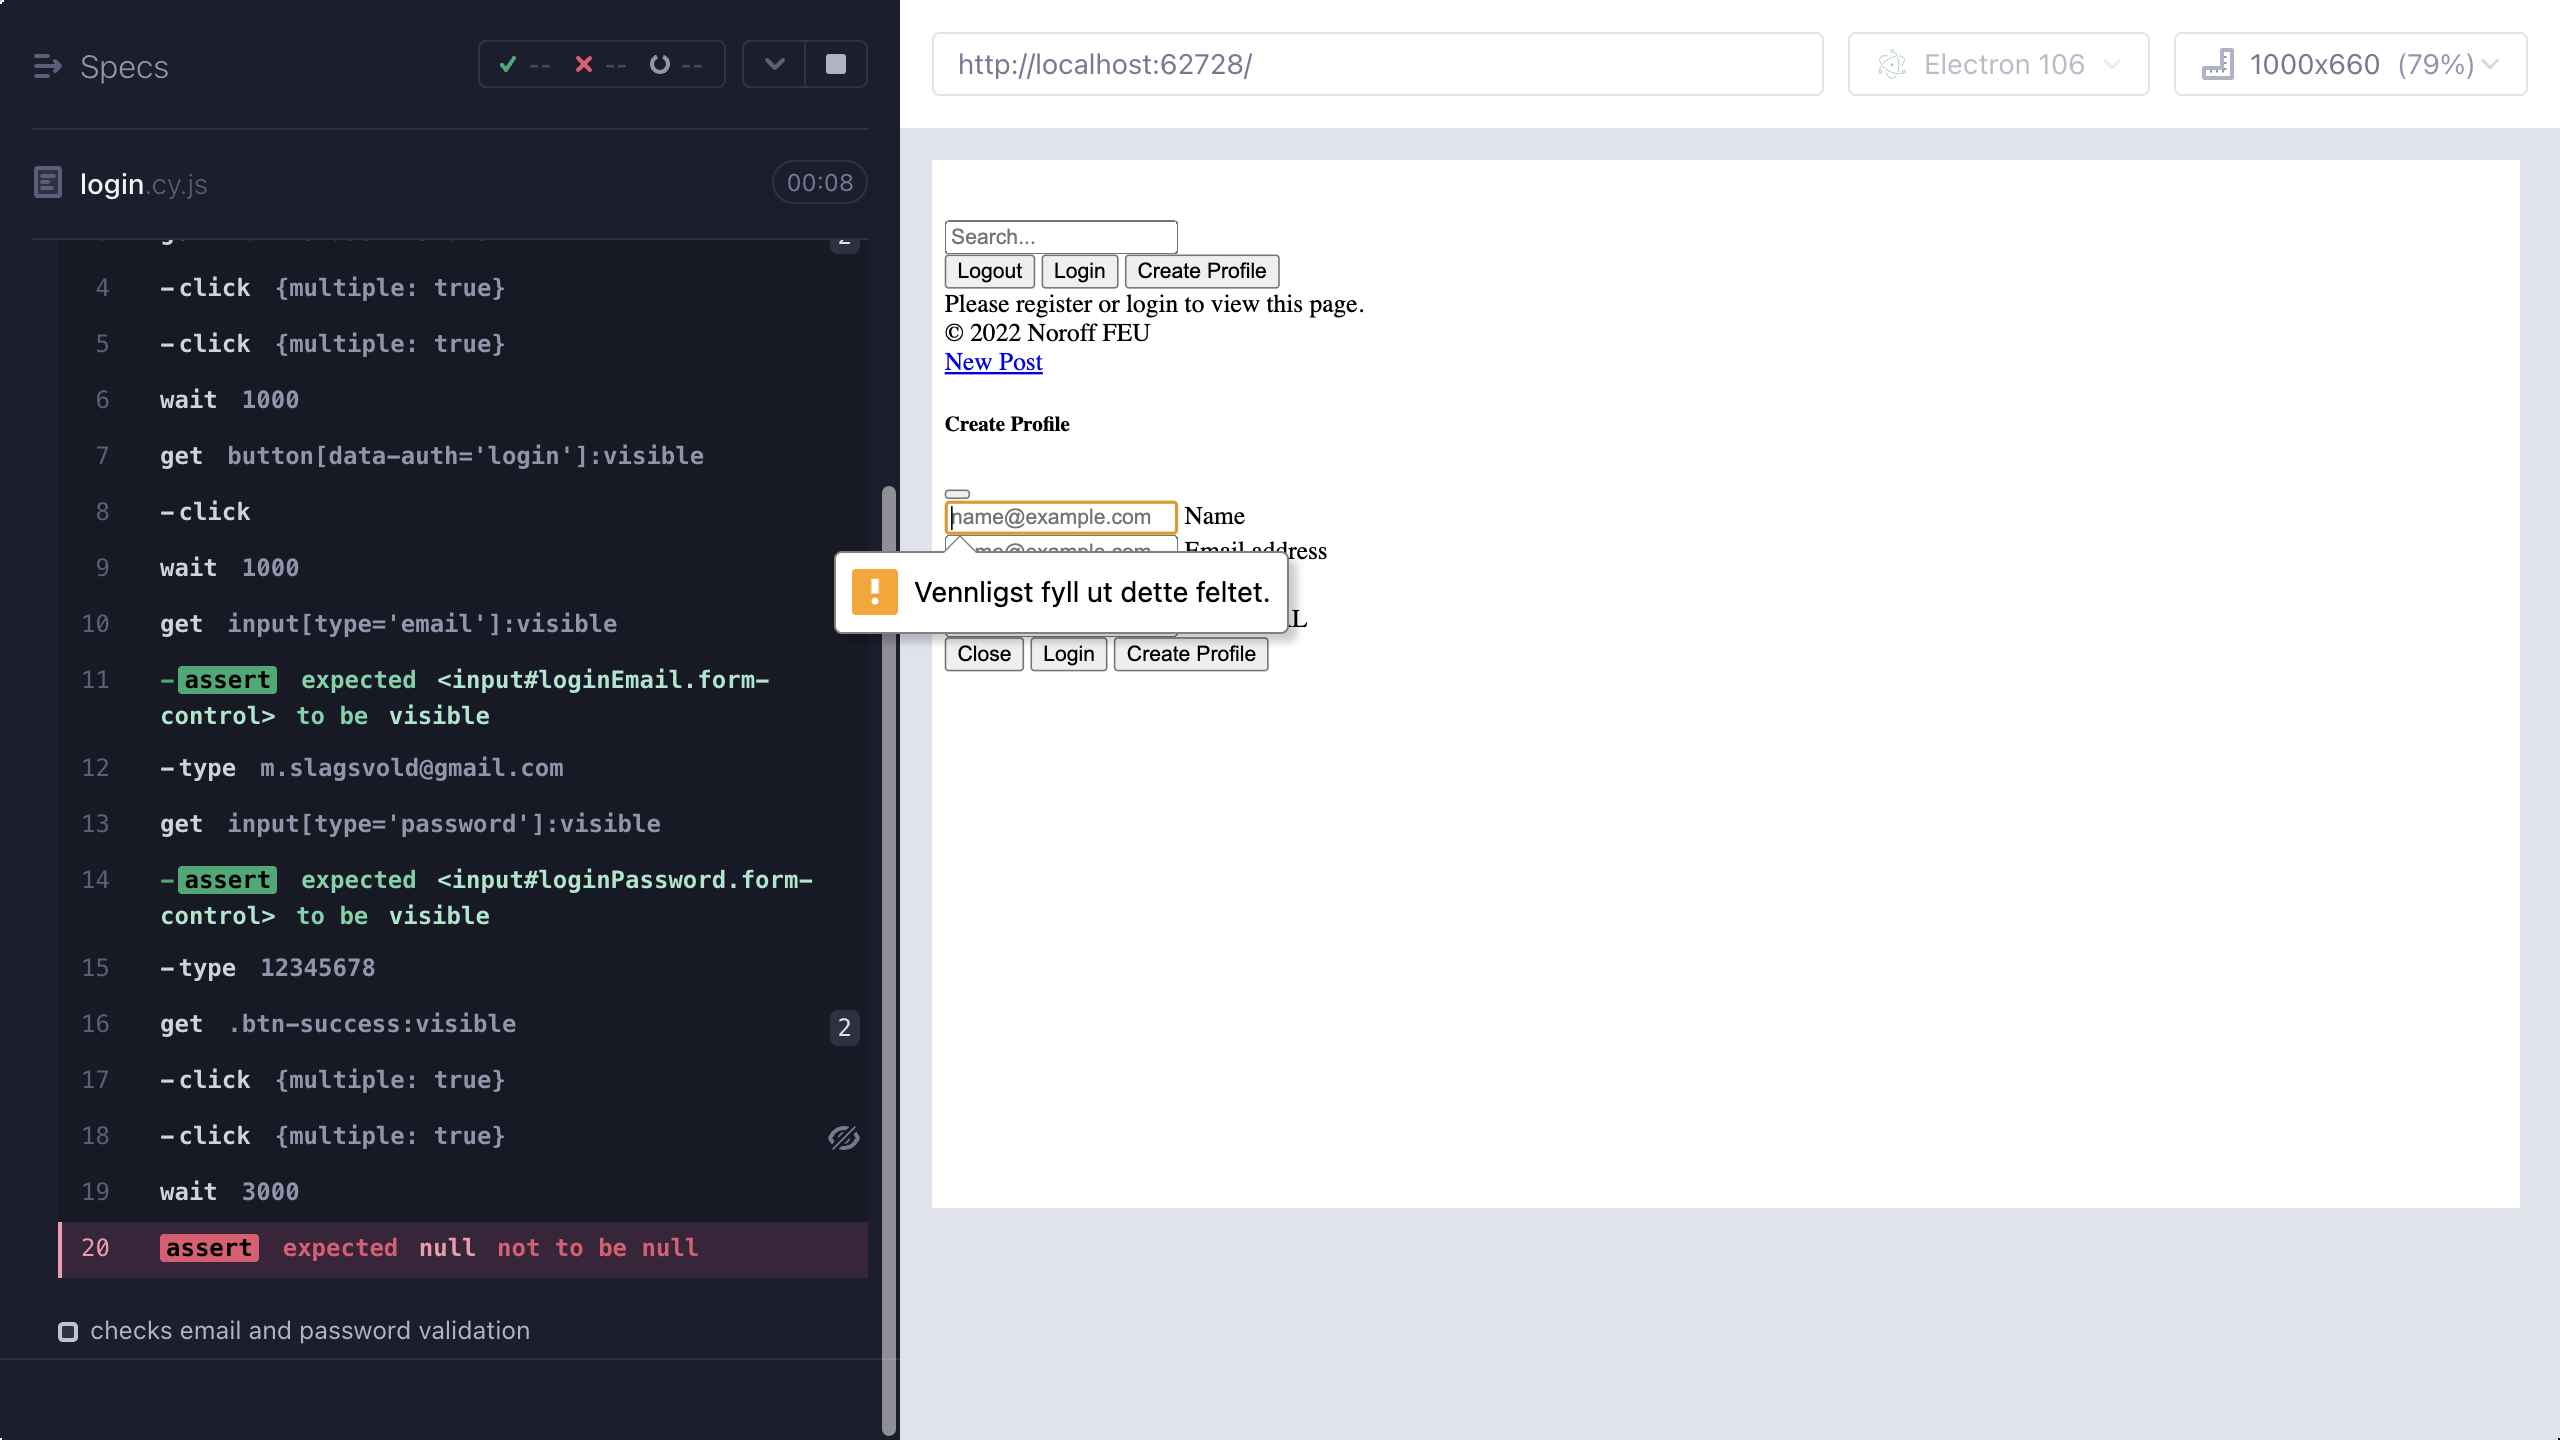 Specs
-- -- --
login.cy.js
00:08
2
4 -click {multiple: true}
5 -click {multiple: true}
6 wait 1000
7 get button[data-auth='login']:visible
8 -click
9 wait 1000
10 get input[type='email']:visible
11 -assert expected <input#loginEmail.form-
control> to be visible
12 -type m.slagsvold@gmail.com
13 get input[type='password']:visible
14 -assert expected <input#loginPassword.form-
control> to be visible
15 -type 12345678
16 get .btn-success:visible 2
17 -click {multiple: true}
18 -click {multiple: true}
19 wait 3000
20 assert expected null not to be null
checks email and password validation
http://localhost:62728/
Electron 106
1000x660 (79%)
Search...
Logout Login Create Profile
Please register or login to view this page.
© 2022 Noroff FEU
New Post
Create Profile
name@example.com Name
Email address
Vennligst fyll ut dette feltet.
Close Login Create Profile